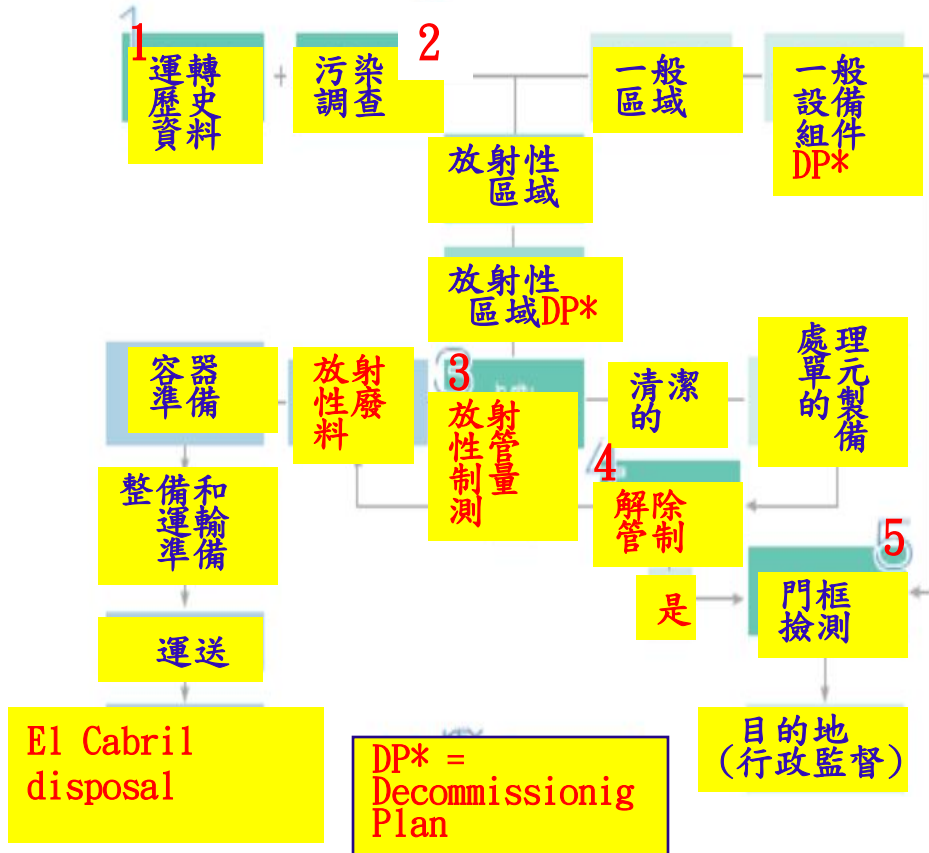 1
運轉
歷史
資料
+
污染
調查
2
一般
區域
一般
設備
組件
DP*
放射性
區域
放射性
區域DP*
容器
準備
放射
性廢
料
3
放射
性管
制量
測
清潔
的
處理
單元
的製
備
4
解除
管制
整備和
運輸
準備
是
5
門框
撿測
運送
El Cabril
disposal
DP* =
Decommissionig
Plan
目的地
(行政監督)